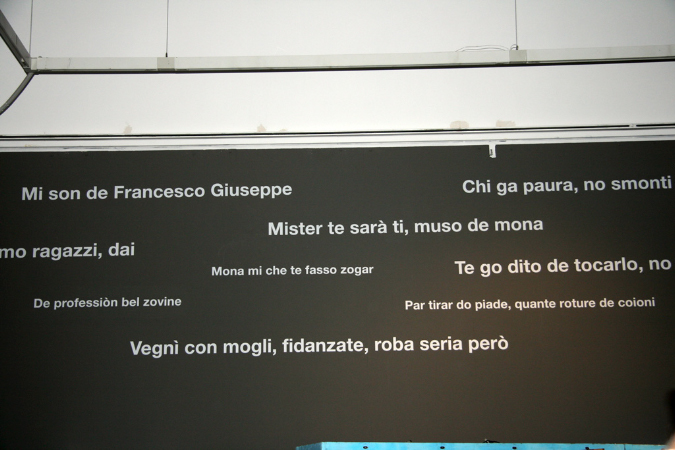 Mi son de Francesco Giuseppe
Chi ga paura, no smonti
Mister te sarà ti, muso de mona
mo ragazzi, dai
Mona mi che te fasso zogar
Te go dito de tocarlo, no
De professiòn bel zovine
Par tirar do piade, quante roture de coioni
Vegnì con mogli, fidanzate, roba seria però